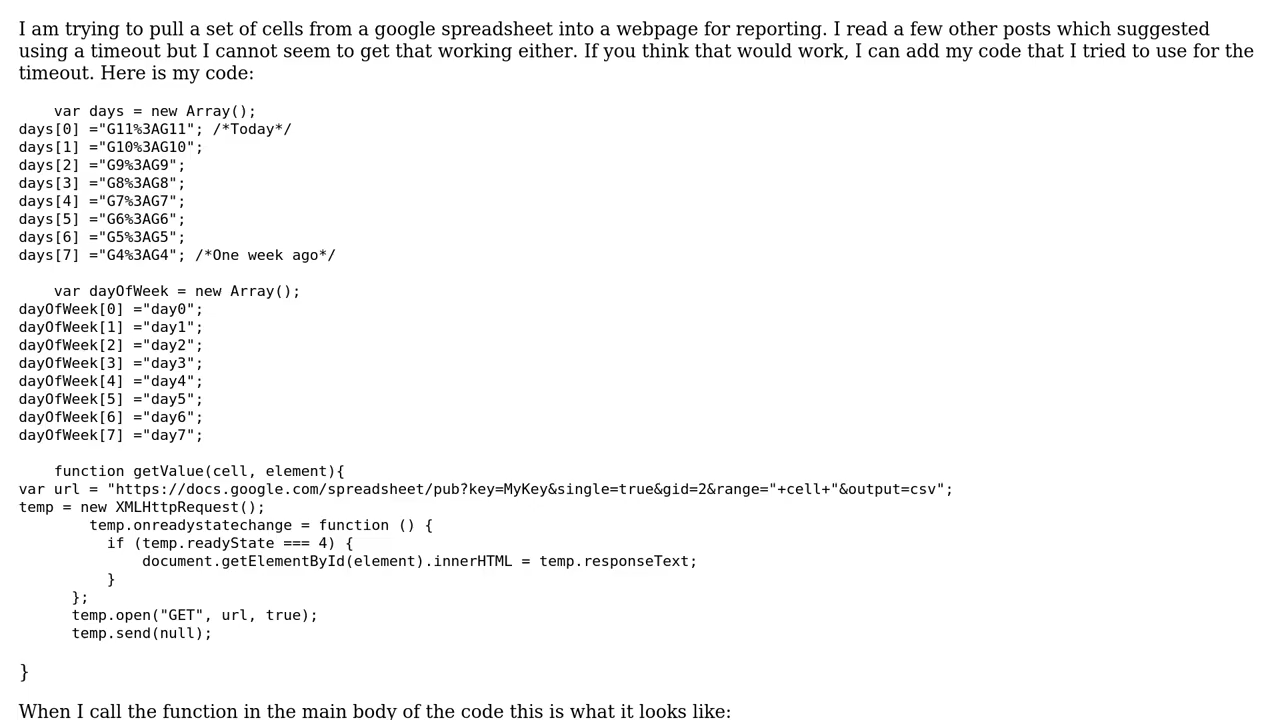 I am trying to pull a set of cells from a google spreadsheet into a webpage for reporting. I read a few other posts which suggested
using a timeout but I cannot seem to get that working either. If you think that would work, I can add my code that I tried to use for the
timeout. Here is my code:
    var days = new Array();
days[0] ="G11%3AG11"; /*Today*/
days[1] ="G10%3AG10";
days[2] ="G9%3AG9";
days[3] ="G8%3AG8";
days[4] ="G7%3AG7";
days[5] ="G6%3AG6";
days[6] ="G5%3AG5";
days[7] ="G4%3AG4"; /*One week ago*/
    var dayOfWeek = new Array();
dayOfWeek[0] ="day0";
dayOfWeek[1] ="day1";
dayOfWeek[2] ="day2";
dayOfWeek[3] ="day3";
dayOfWeek[4] ="day4";
dayOfWeek[5] ="day5";
dayOfWeek[6] ="day6";
dayOfWeek[7] ="day7";
    function getValue(cell, element){
var url = "https://docs.google.com/spreadsheet/pub?key=MyKey&single=true&gid=2&range="+cell+"&output=csv";
temp = new XMLHttpRequest();
        temp.onreadystatechange = function () {
          if (temp.readyState === 4) {
              document.getElementById(element).innerHTML = temp.responseText;
          }
      };
      temp.open("GET", url, true);
      temp.send(null);
}
When I call the function in the main body of the code this is what it looks like: